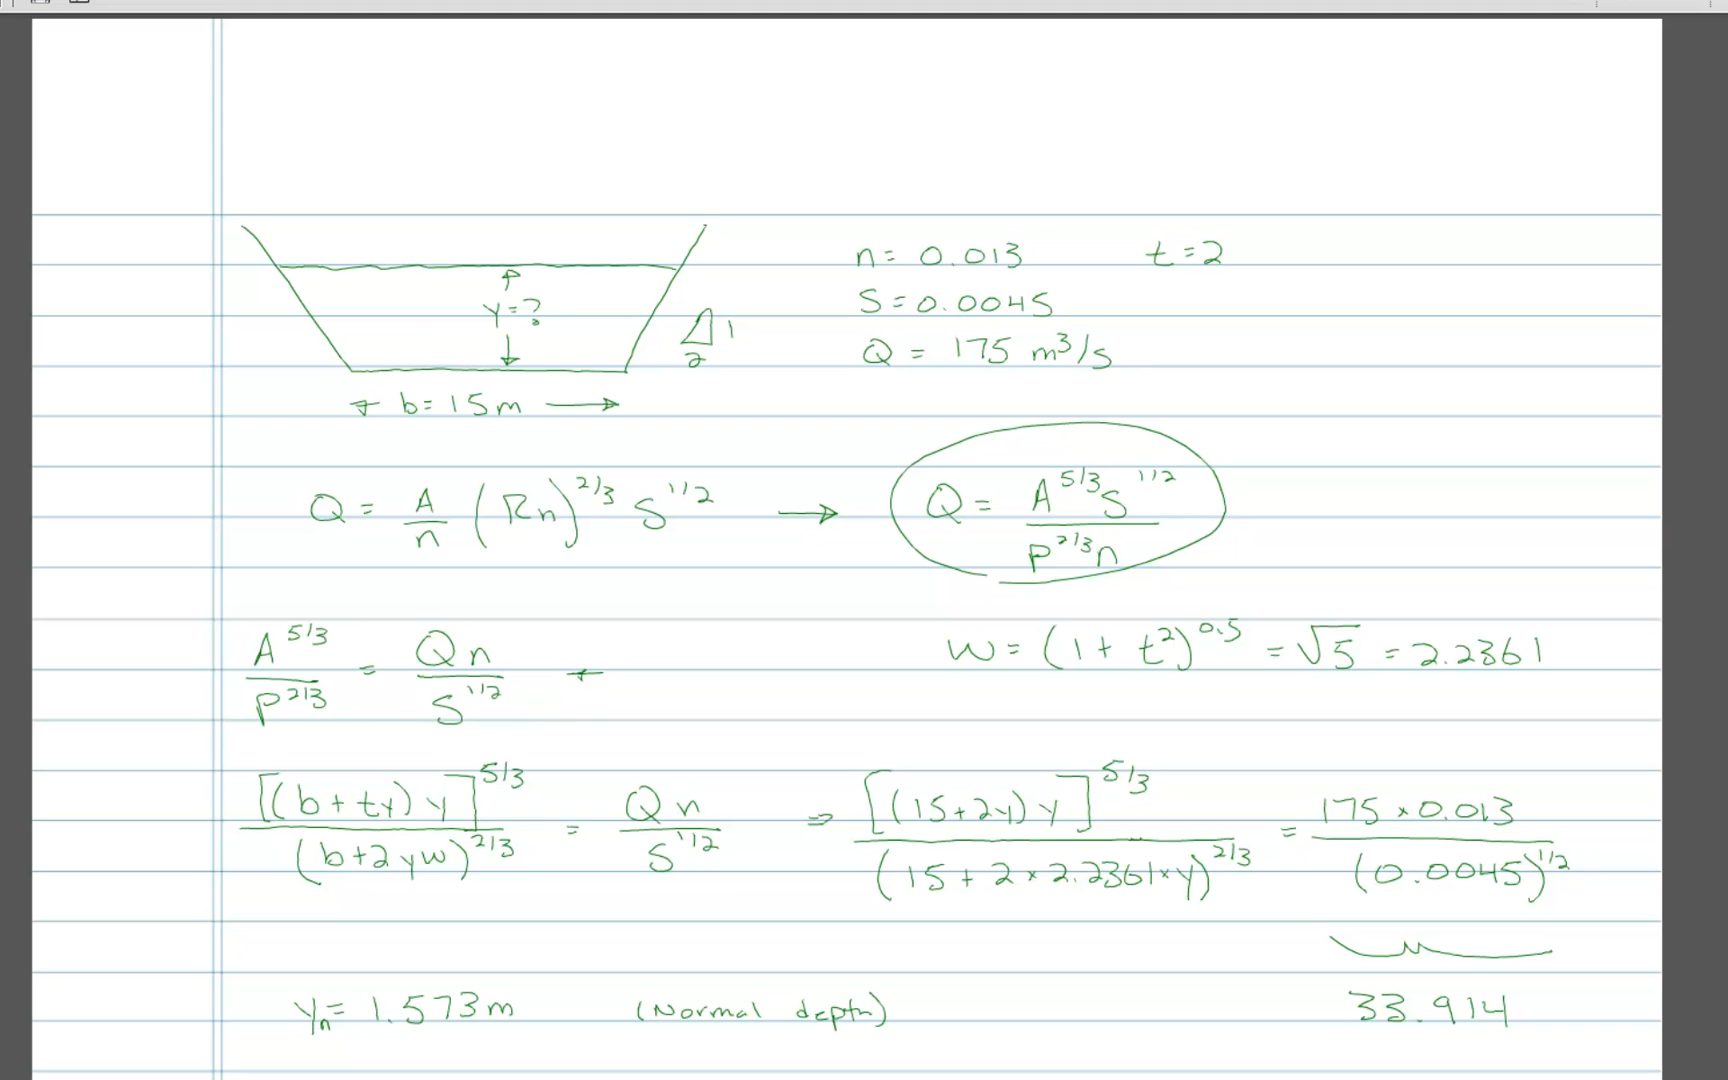 n = 0.013 t = 2
y = ? 1
S = 0.0045
2
Q = 175 m³/s
b = 15m
Q = A/n (Rn)^2/3 S^1/2 → Q = A^5/3 S^1/2 / P^2/3 n
A^5/3 / P^2/3 = Qn / S^1/2 W = (1 + t²)^0.5 = √5 = 2.2361
[(b + ty) y]^5/3 / (b + 2yw)^2/3 = Qn / S^1/2 ⇒ [(15 + 2y) y]^5/3 / (15 + 2 × 2.2361 × y)^2/3 = 175 × 0.013 / (0.0045)^1/2
yn = 1.573m (Normal depth) 33.914